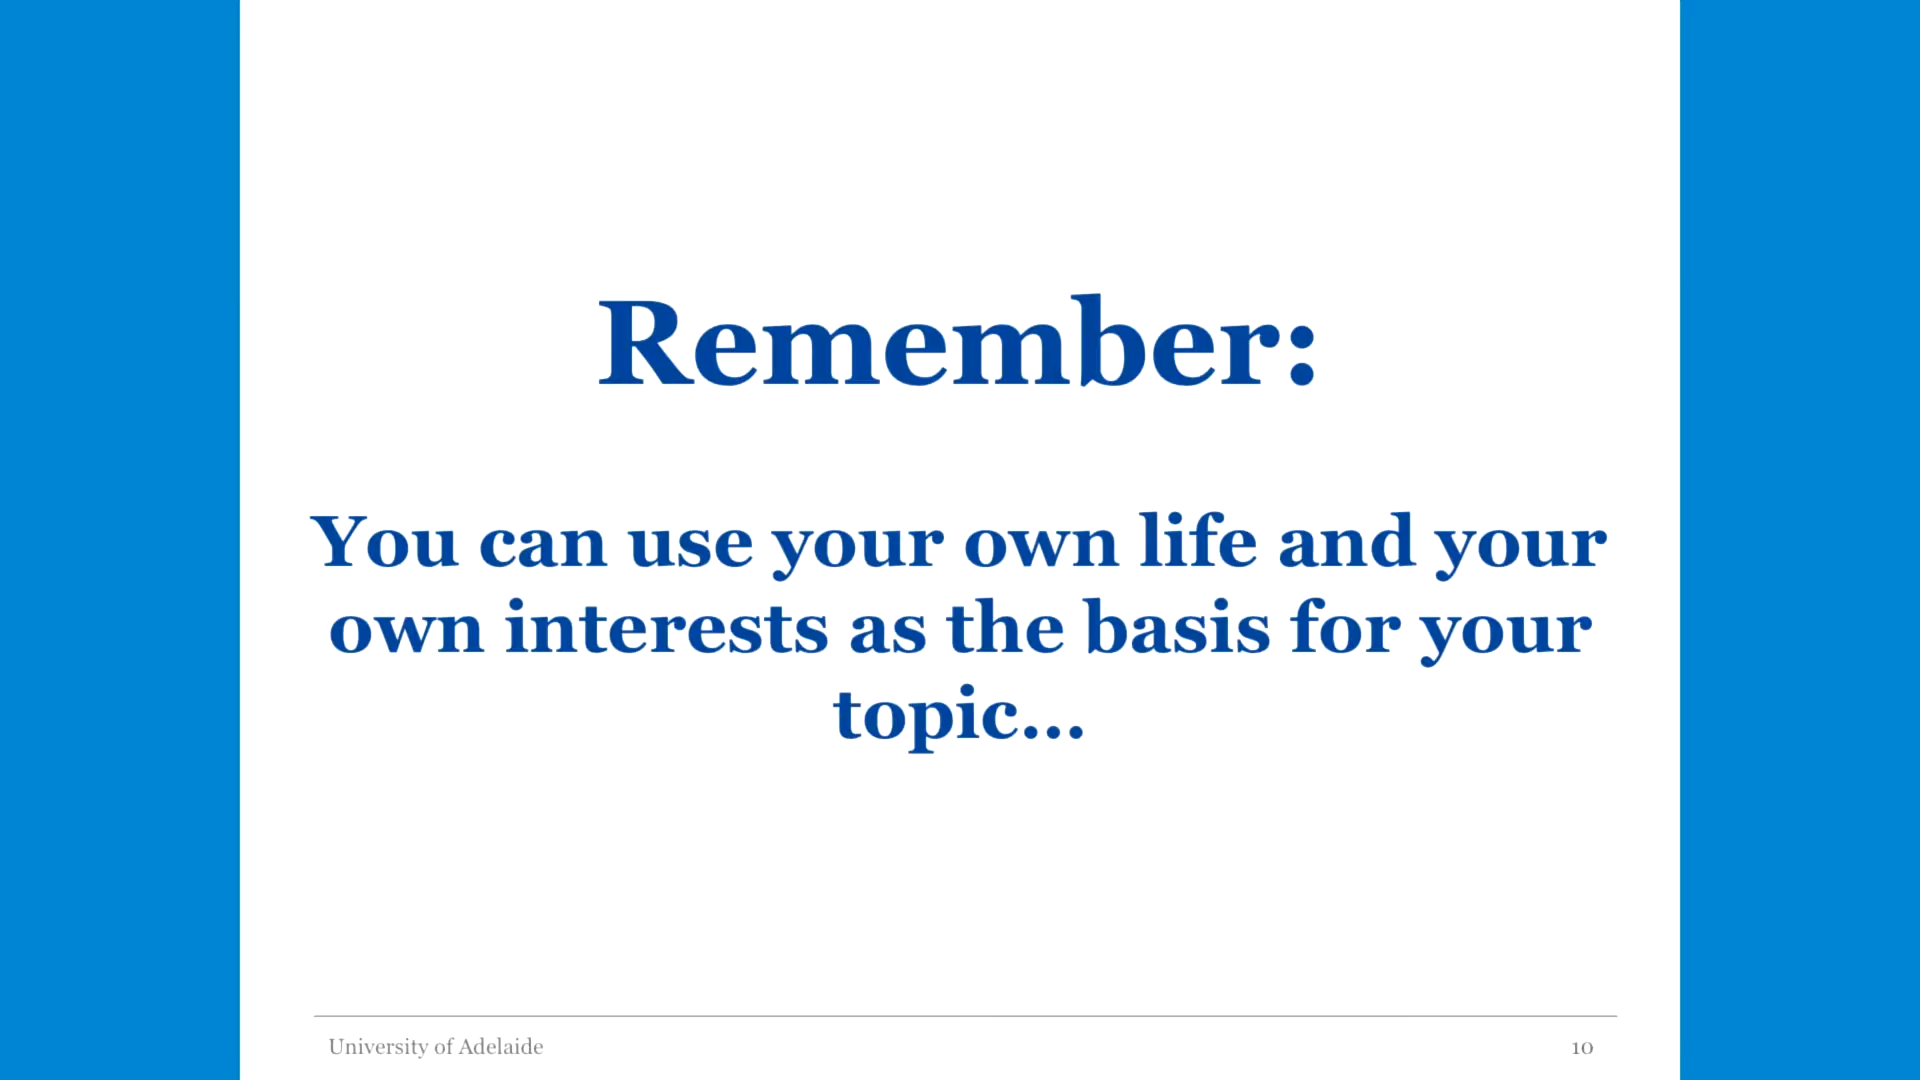 Remember:
You can use your own life and your
own interests as the basis for your
topic...
University of Adelaide
10